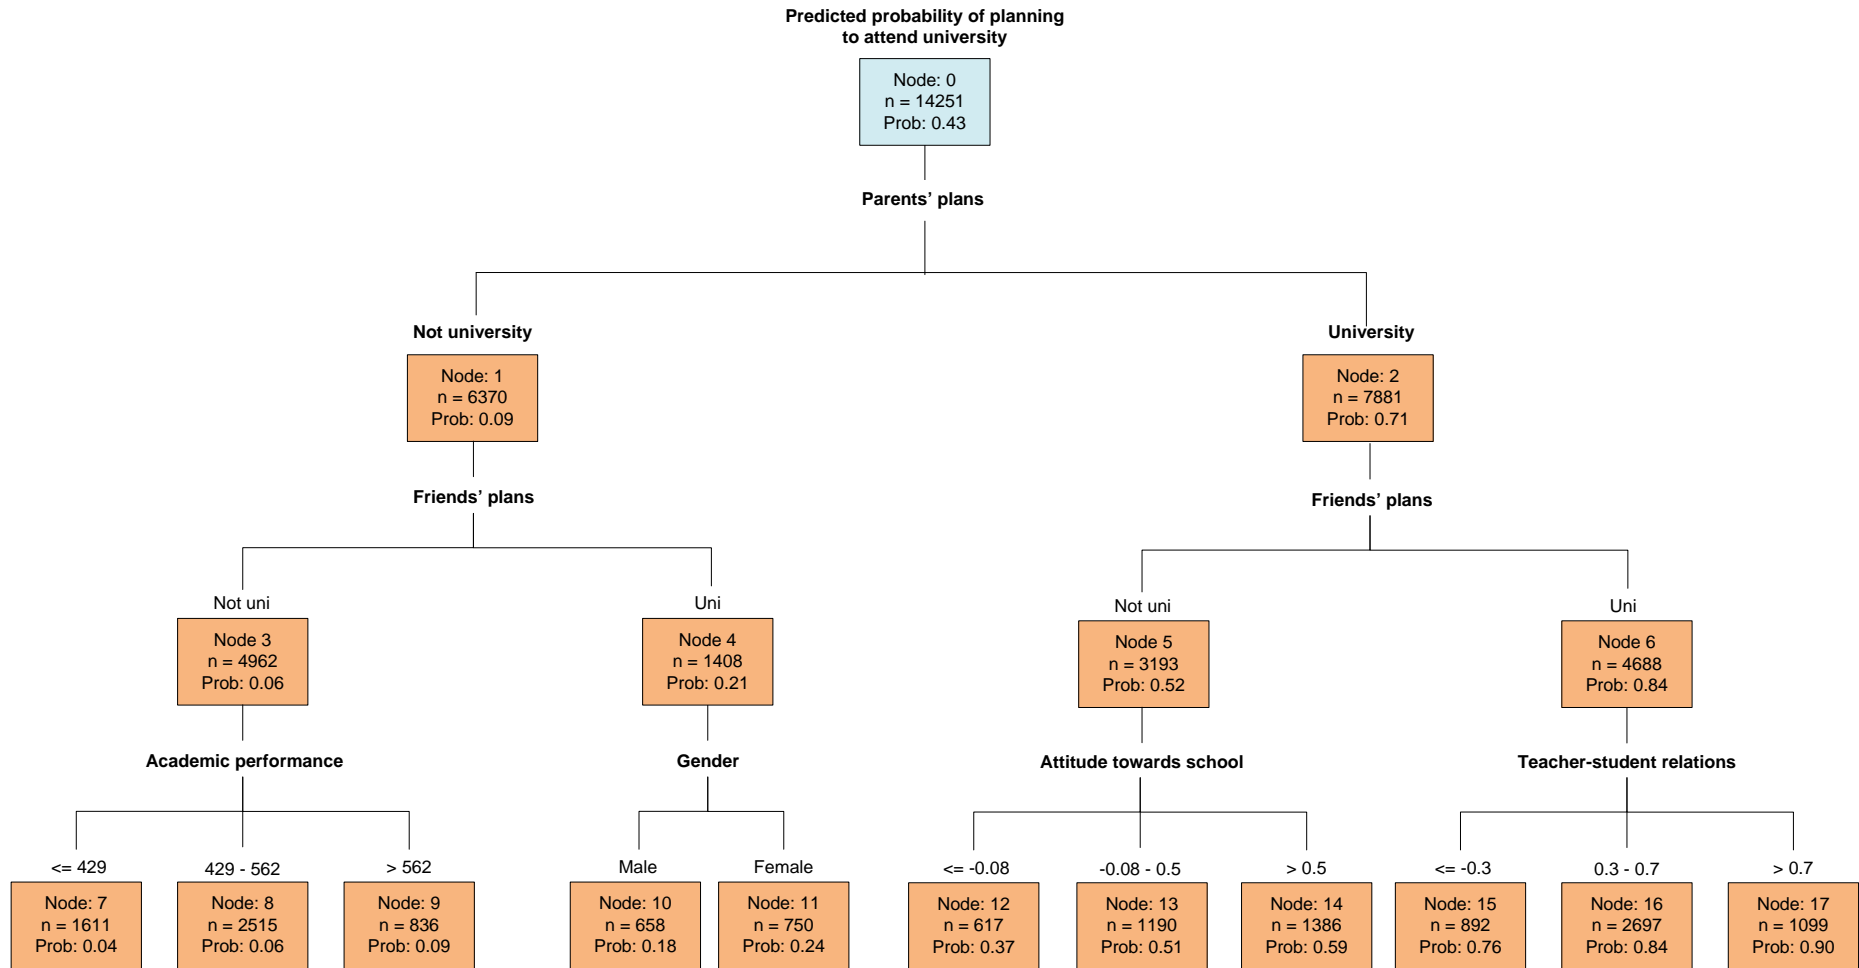 Predicted probability of planning
to attend university
Node: 0
n = 14251
Prob: 0.43
Parents’ plans
Not university
University
Node: 1
n = 6370
Prob: 0.09
Node: 2
n = 7881
Prob: 0.71
Friends’ plans
Friends’ plans
Not uni
Uni
Not uni
Uni
Node 3
n = 4962
Prob: 0.06
Node 4
n = 1408
Prob: 0.21
Node 5
n = 3193
Prob: 0.52
Node 6
n = 4688
Prob: 0.84
Academic performance
Gender
Attitude towards school
Teacher-student relations
<= 429
429 - 562
> 562
Male
Female
<= -0.08
-0.08 - 0.5
> 0.5
<= -0.3
0.3 - 0.7
> 0.7
Node: 7
n = 1611
Prob: 0.04
Node: 8
n = 2515
Prob: 0.06
Node: 9
n = 836
Prob: 0.09
Node: 10
n = 658
Prob: 0.18
Node: 11
n = 750
Prob: 0.24
Node: 12
n = 617
Prob: 0.37
Node: 13
n = 1190
Prob: 0.51
Node: 14
n = 1386
Prob: 0.59
Node: 15
n = 892
Prob: 0.76
Node: 16
n = 2697
Prob: 0.84
Node: 17
n = 1099
Prob: 0.90